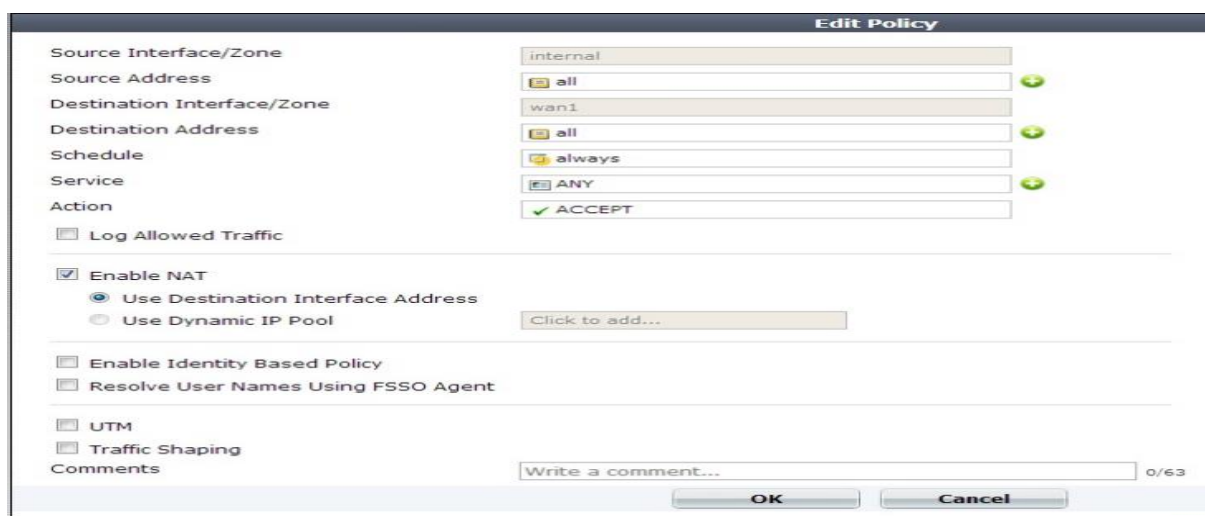 Edit Policy
Source Interface/Zone internal
Source Address all
Destination Interface/Zone wan1
Destination Address all
Schedule always
Service ANY
Action ACCEPT
Log Allowed Traffic
Enable NAT
Use Destination Interface Address
Use Dynamic IP Pool Click to add...
Enable Identity Based Policy
Resolve User Names Using FSSO Agent
UTM
Traffic Shaping
Comments Write a comment... 0/63
OK Cancel